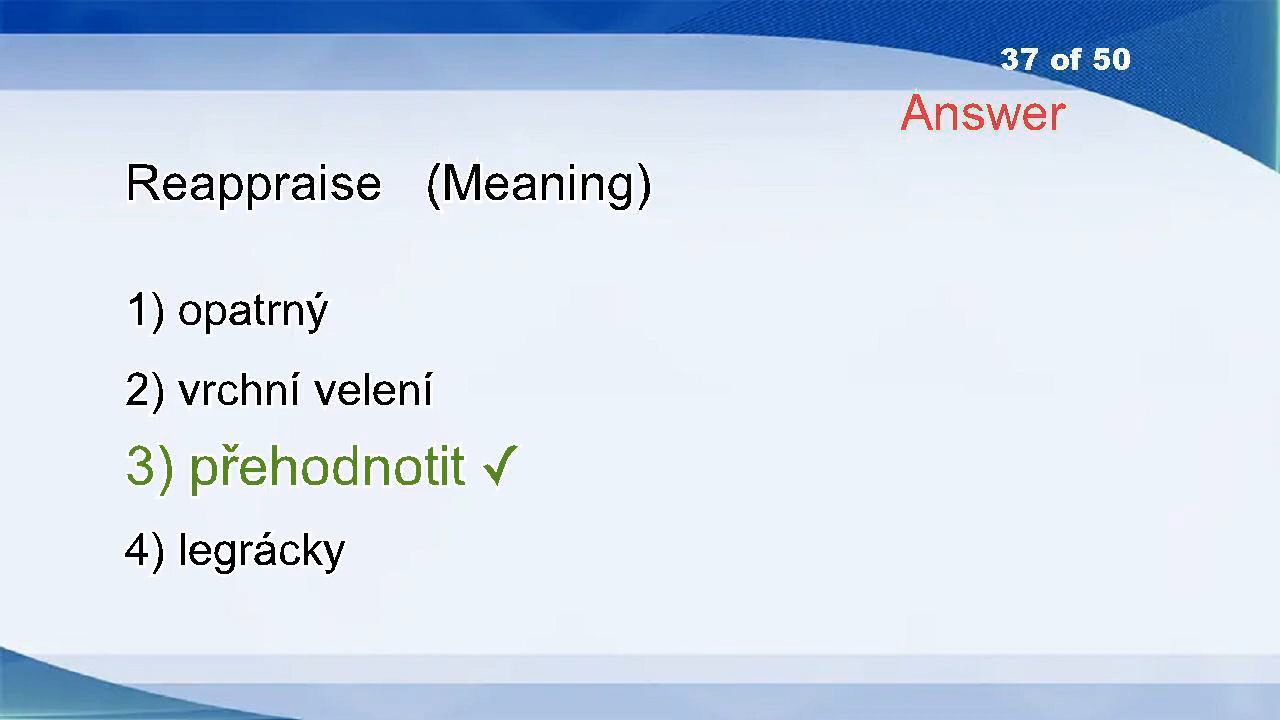 37 of 50
Answer
Reappraise (Meaning)
1) opatrný
2) vrchní velení
3) přehodnotit ✓
4) legrácky